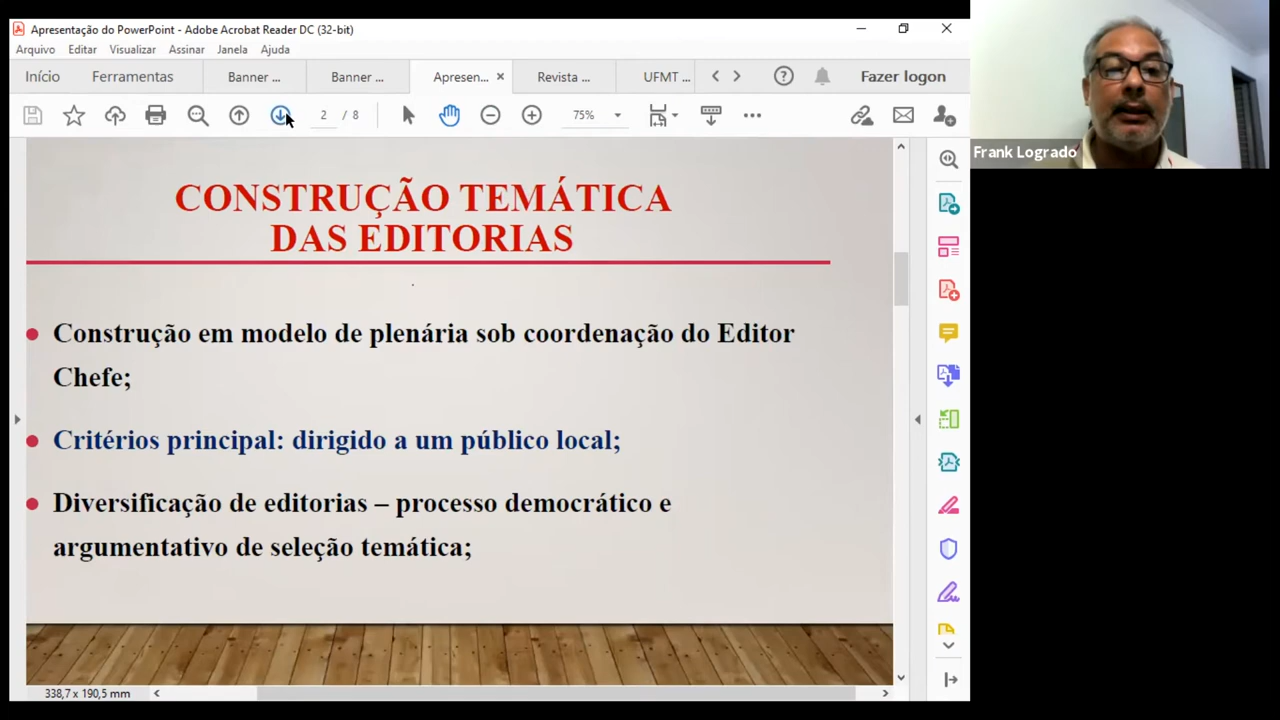 Apresentação do PowerPoint - Adobe Acrobat Reader DC (32-bit)
Arquivo Editar Visualizar Assinar Janela Ajuda
Início Ferramentas Banner ... Banner ... Apresen... × Revista ... UFMT ... Fazer logon
2 / 8 75%
Frank Logrado
CONSTRUÇÃO TEMÁTICA
DAS EDITORIAS
Construção em modelo de plenária sob coordenação do Editor
Chefe;
Critérios principal: dirigido a um público local;
Diversificação de editorias – processo democrático e
argumentativo de seleção temática;
338,7 x 190,5 mm